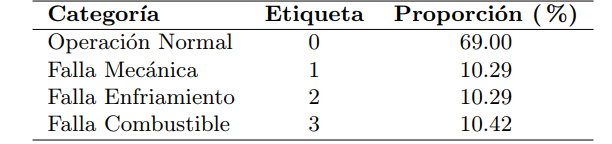 Categoría Etiqueta Proporción (%)
Operación Normal 0 69.00
Falla Mecánica 1 10.29
Falla Enfriamiento 2 10.29
Falla Combustible 3 10.42